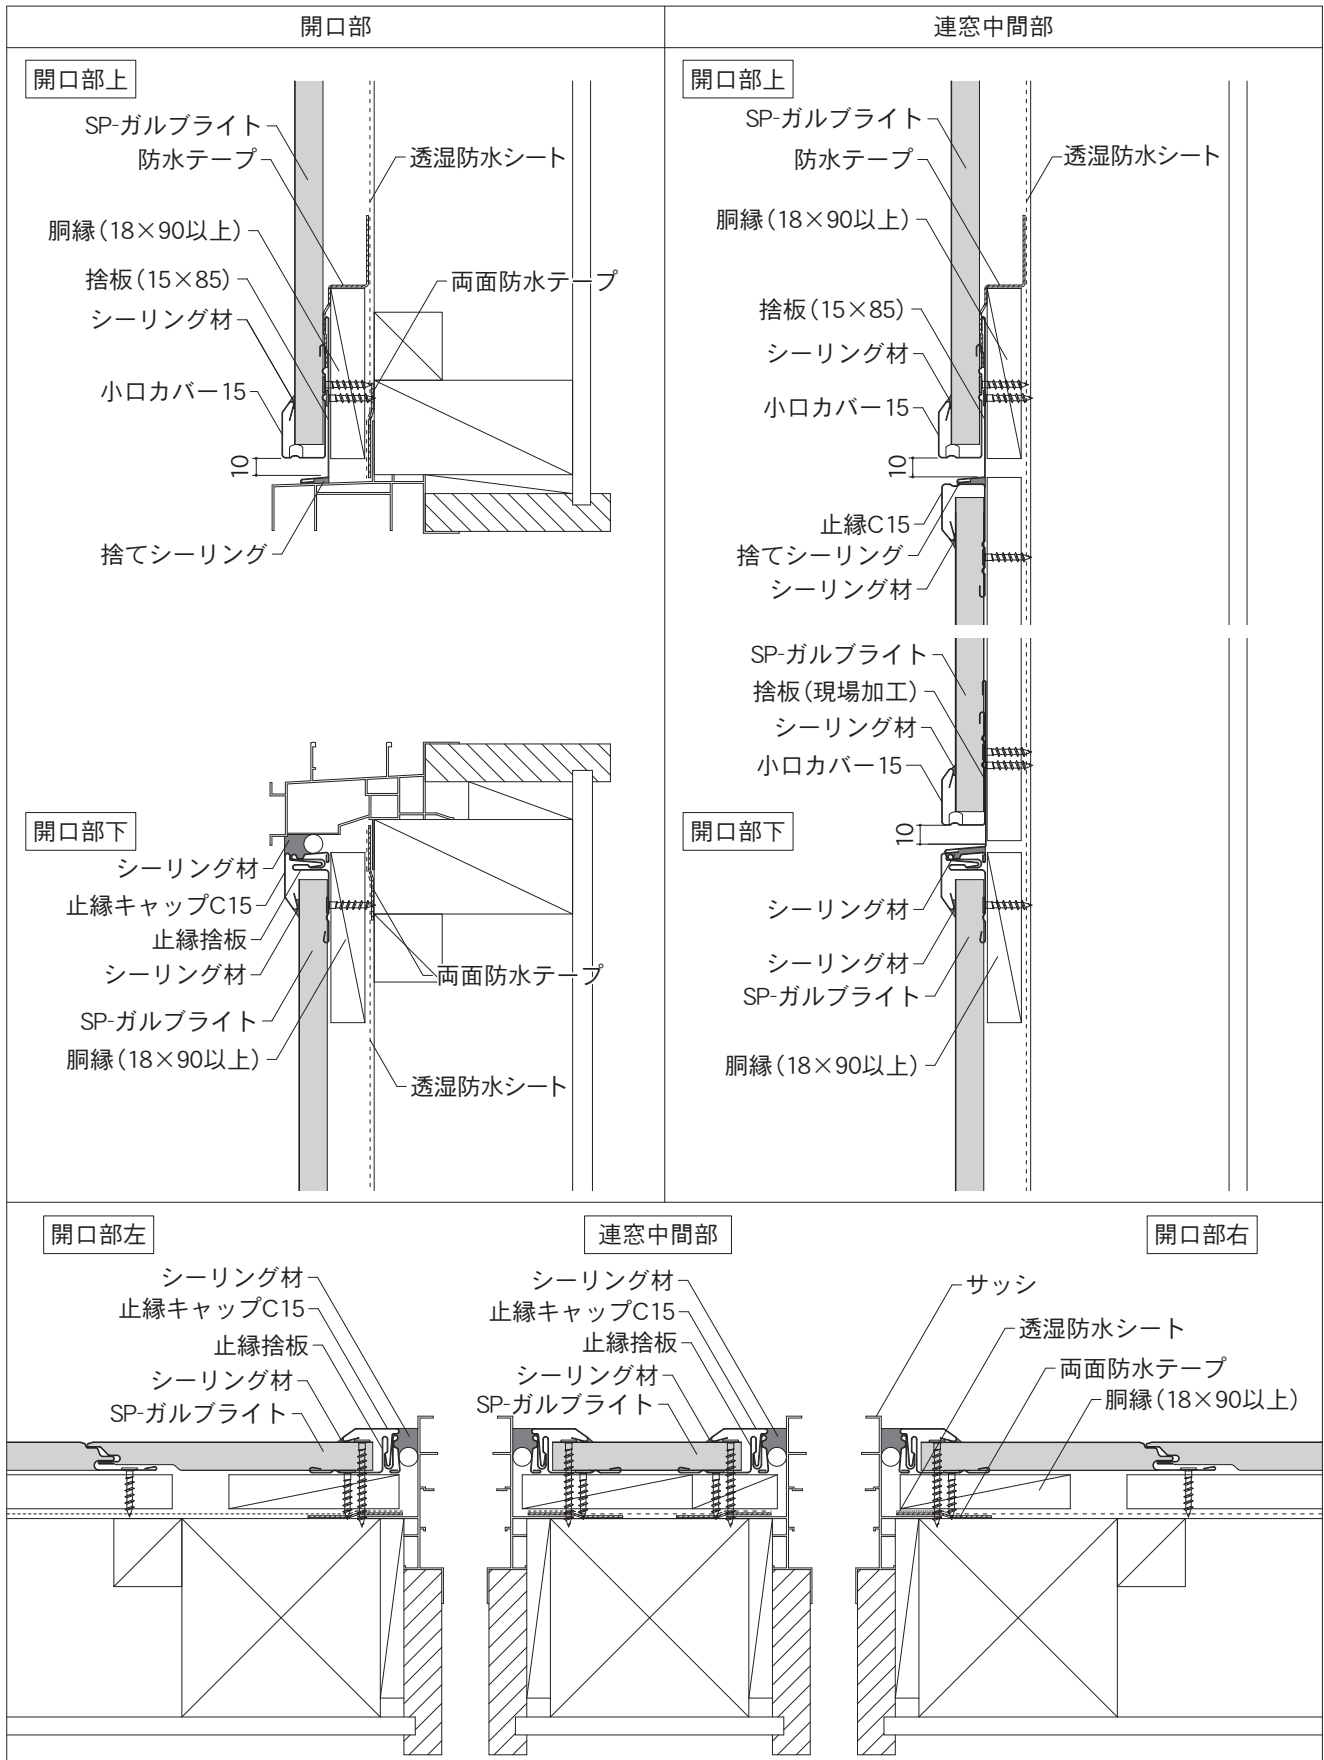 開口部
連窓中間部
開口部上
SP-ガルブライト
防水テープ
透湿防水シート
胴縁(18×90以上)
捨板(15×85)
両面防水テープ
シーリング材
小口カバー15
10
捨てシーリング
開口部下
シーリング材
止縁キャップC15
止縁捨板
シーリング材
両面防水テープ
SP-ガルブライト
胴縁(18×90以上)
透湿防水シート
開口部上
SP-ガルブライト
防水テープ
透湿防水シート
胴縁(18×90以上)
捨板(15×85)
シーリング材
小口カバー15
10
止縁C15
捨てシーリング
シーリング材
SP-ガルブライト
捨板(現場加工)
シーリング材
小口カバー15
開口部下
10
シーリング材
シーリング材
SP-ガルブライト
胴縁(18×90以上)
開口部左
シーリング材
止縁キャップC15
止縁捨板
シーリング材
SP-ガルブライト
連窓中間部
シーリング材
止縁キャップC15
止縁捨板
シーリング材
SP-ガルブライト
開口部右
サッシ
透湿防水シート
両面防水テープ
胴縁(18×90以上)